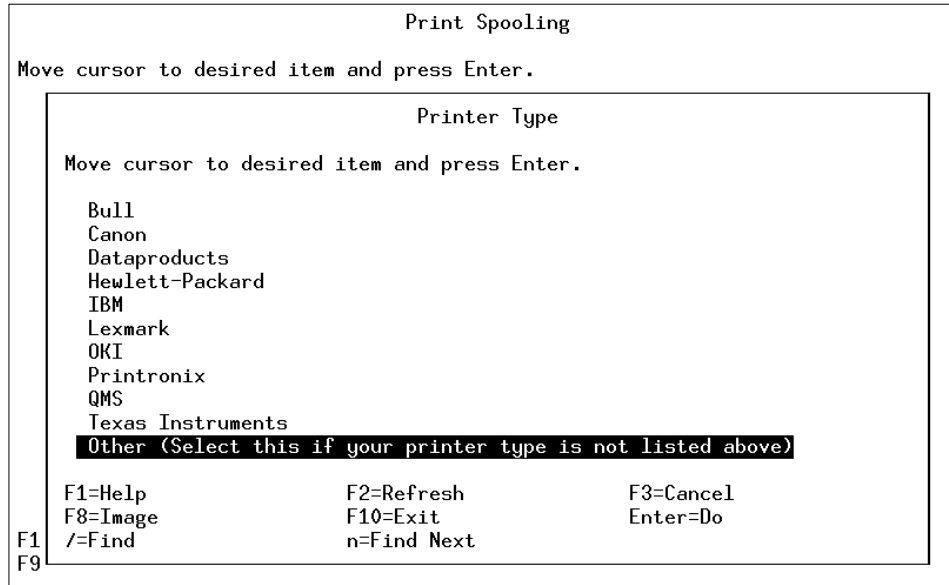 Print Spooling
Move cursor to desired item and press Enter.
Printer Type
Move cursor to desired item and press Enter.
Bull
Canon
Dataproducts
Hewlett-Packard
IBM
Lexmark
OKI
Printronix
QMS
Texas Instruments
Other (Select this if your printer type is not listed above)
F1=Help F2=Refresh F3=Cancel
F8=Image F10=Exit Enter=Do
F1 /=Find n=Find Next
F9